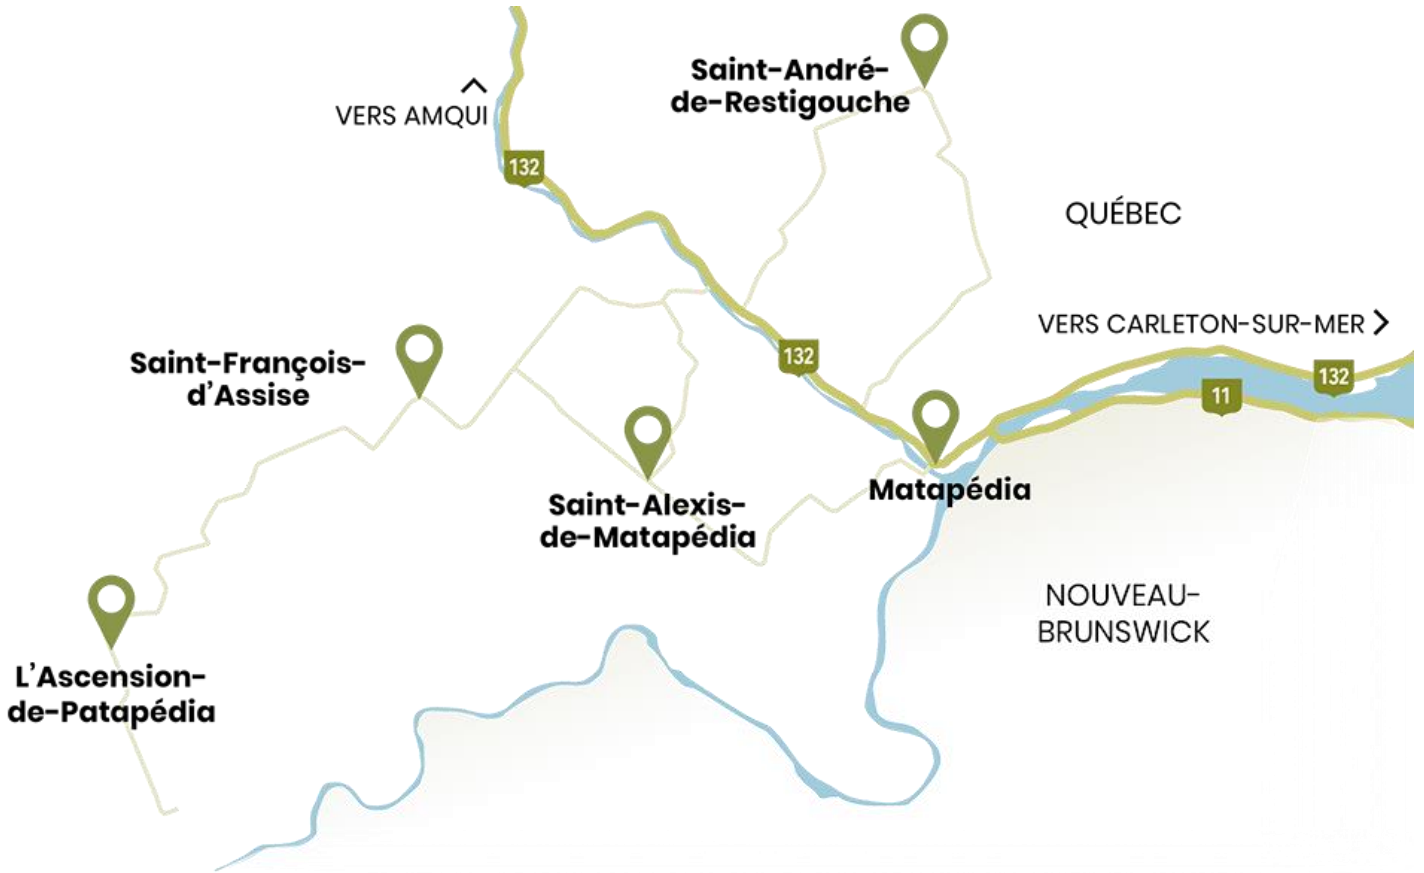 Saint-André-
de-Restigouche
VERS AMQUI
132
QUÉBEC
VERS CARLETON-SUR-MER
132
132
11
Saint-François-
d’Assise
Matapédia
Saint-Alexis-
de-Matapédia
NOUVEAU-
BRUNSWICK
L’Ascension-
de-Patapédia